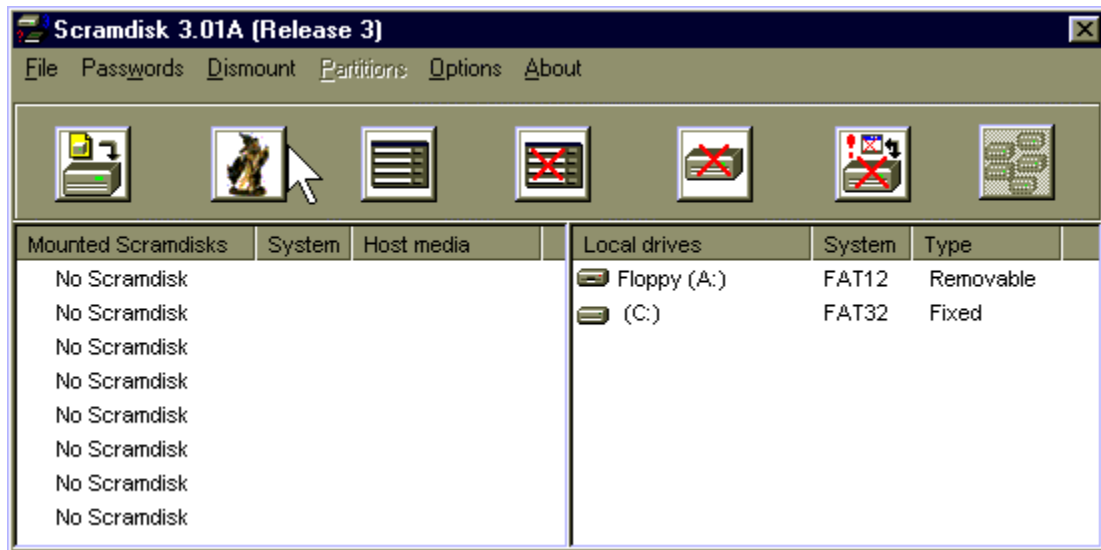 Scramdisk 3.01A (Release 3)
File Passwords Dismount Partitions Options About
Mounted Scramdisks System Host media
No Scramdisk
No Scramdisk
No Scramdisk
No Scramdisk
No Scramdisk
No Scramdisk
No Scramdisk
No Scramdisk
Local drives System Type
Floppy (A:) FAT12 Removable
(C:) FAT32 Fixed